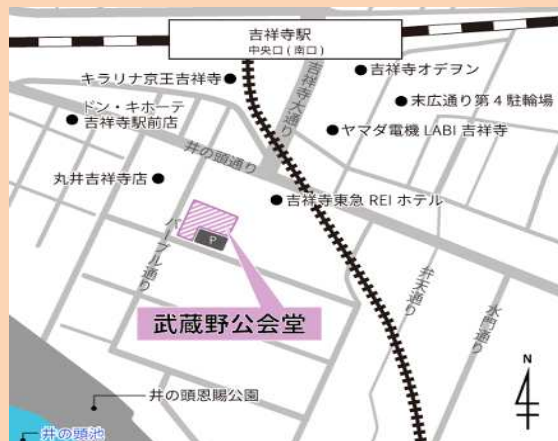 吉祥寺駅
中央口(南口)
キラリナ京王吉祥寺
吉祥寺オデヲン
吉祥寺大通り
ドン・キホーテ
吉祥寺駅前店
末広通り第4駐輪場
ヤマダ電機 LABI 吉祥寺
井の頭通り
丸井吉祥寺店
吉祥寺東急 REI ホテル
パープル通り
P
武蔵野公会堂
弁天通り
水門通り
井の頭恩賜公園
井の頭池
N